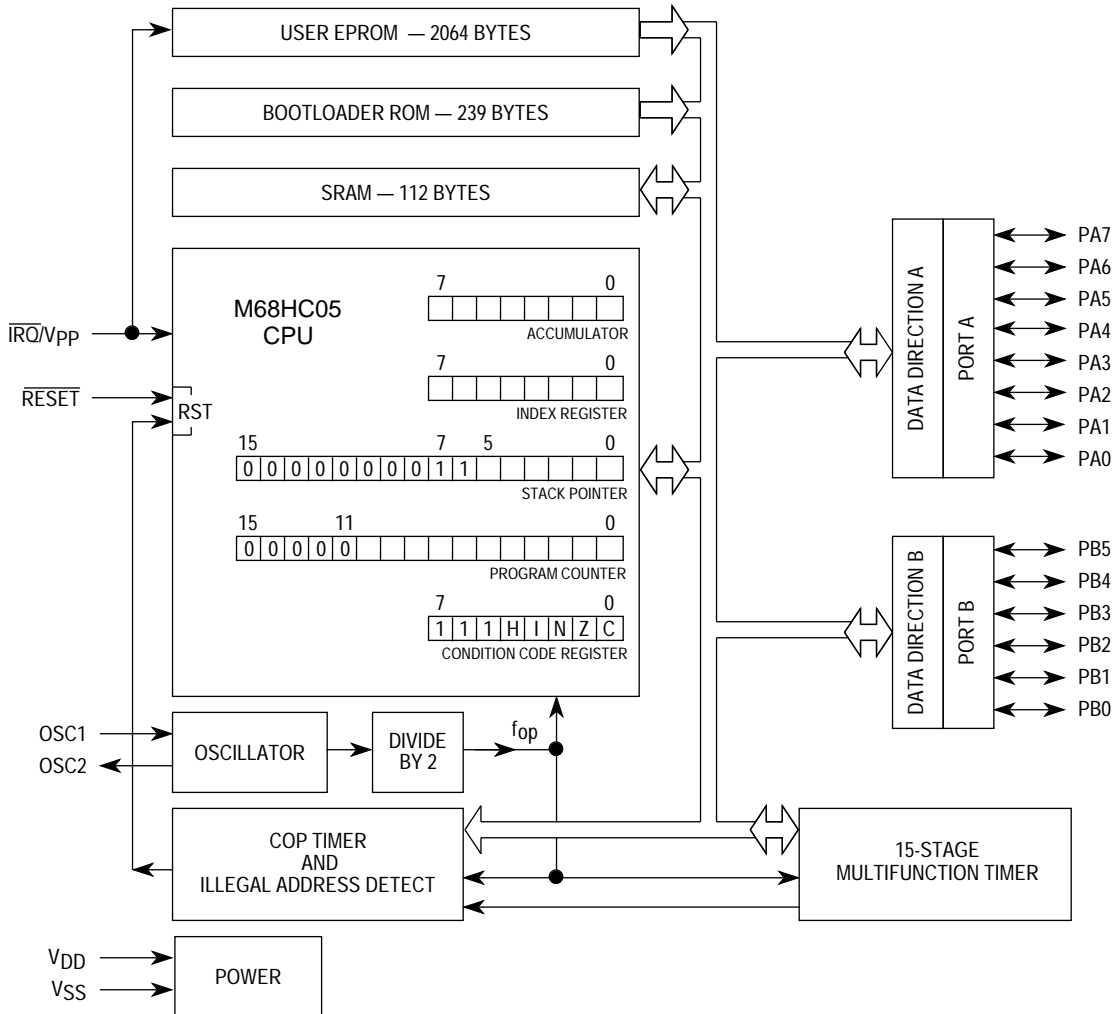 USER EPROM — 2064 BYTES
BOOTLOADER ROM — 239 BYTES
SRAM — 112 BYTES
M68HC05
CPU
7 0
ACCUMULATOR
7 0
INDEX REGISTER
15 7 5 0
0 0 0 0 0 0 0 0 1 1
STACK POINTER
15 11 0
0 0 0 0 0
PROGRAM COUNTER
7 0
1 1 1 H I N Z C
CONDITION CODE REGISTER
IRQ/VPP
RESET
RST
DATA DIRECTION A
PORT A
PA7
PA6
PA5
PA4
PA3
PA2
PA1
PA0
DATA DIRECTION B
PORT B
PB5
PB4
PB3
PB2
PB1
PB0
OSC1
OSC2
OSCILLATOR
DIVIDE
BY 2
fop
COP TIMER
AND
ILLEGAL ADDRESS DETECT
15-STAGE
MULTIFUNCTION TIMER
VDD
VSS
POWER